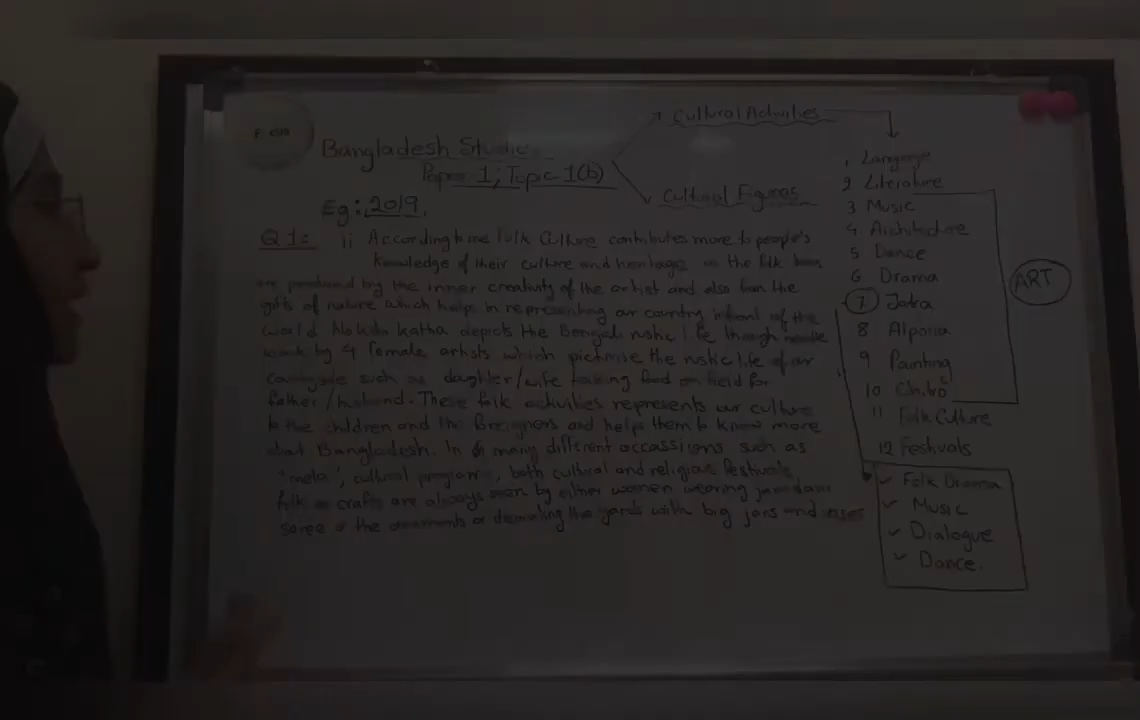 Bangladesh Studies
Paper 1; Topic 1(b)
Cultural Activities
Cultural Figures
Eg: 2019.
Q 1: ii According to me Folk Culture contributes more to people's
knowledge of their culture and heritage as the folk
are produced by the inner creativity of the artist and also from the
gifts of nature which helps in representing our country infront of the
world. Nakshi katha depicts the Bengali rustic life through
work by 4 female artists which picturise the rustic life of our
such as daughter/wife taking food on field for
father/husband. These folk activities represents our culture
to the children and the foreigners and helps them to know more
about Bangladesh. In many different occassions such as
"mela", cultural programs, both cultural and religious festivals,
folk crafts are always seen by either women wearing jamdani
saree or the ornaments or decorating the yards with big jars and
1. Language
2 Literature
3 Music
4 Architecture
5 Dance
6 Drama
7 Jatra
8 Alpona
9 Painting
10
11 Folk Culture
12 Festivals
ART
✓ Folk Drama
✓ Music
✓ Dialogue
✓ Dance.